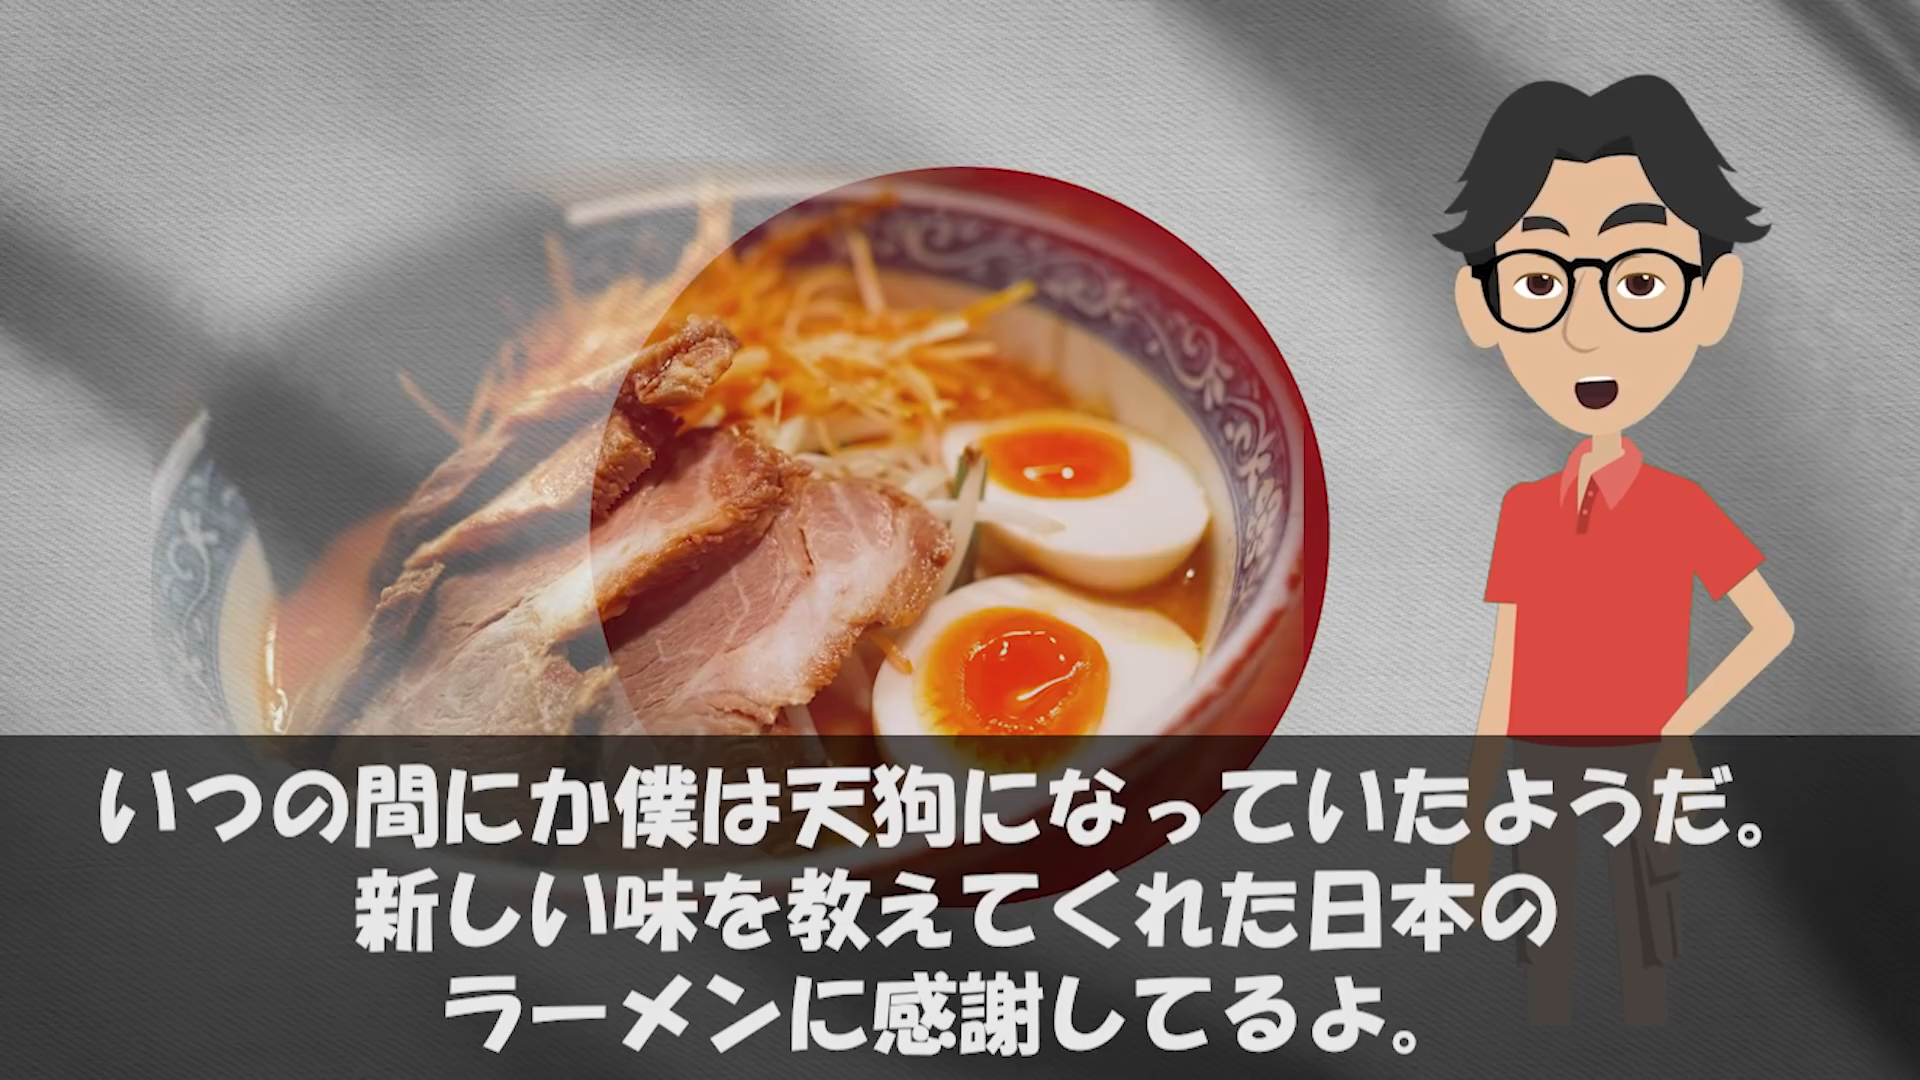 いつの間にか僕は天狗になっていたようだ。
新しい味を教えてくれた日本の
ラーメンに感謝してるよ。